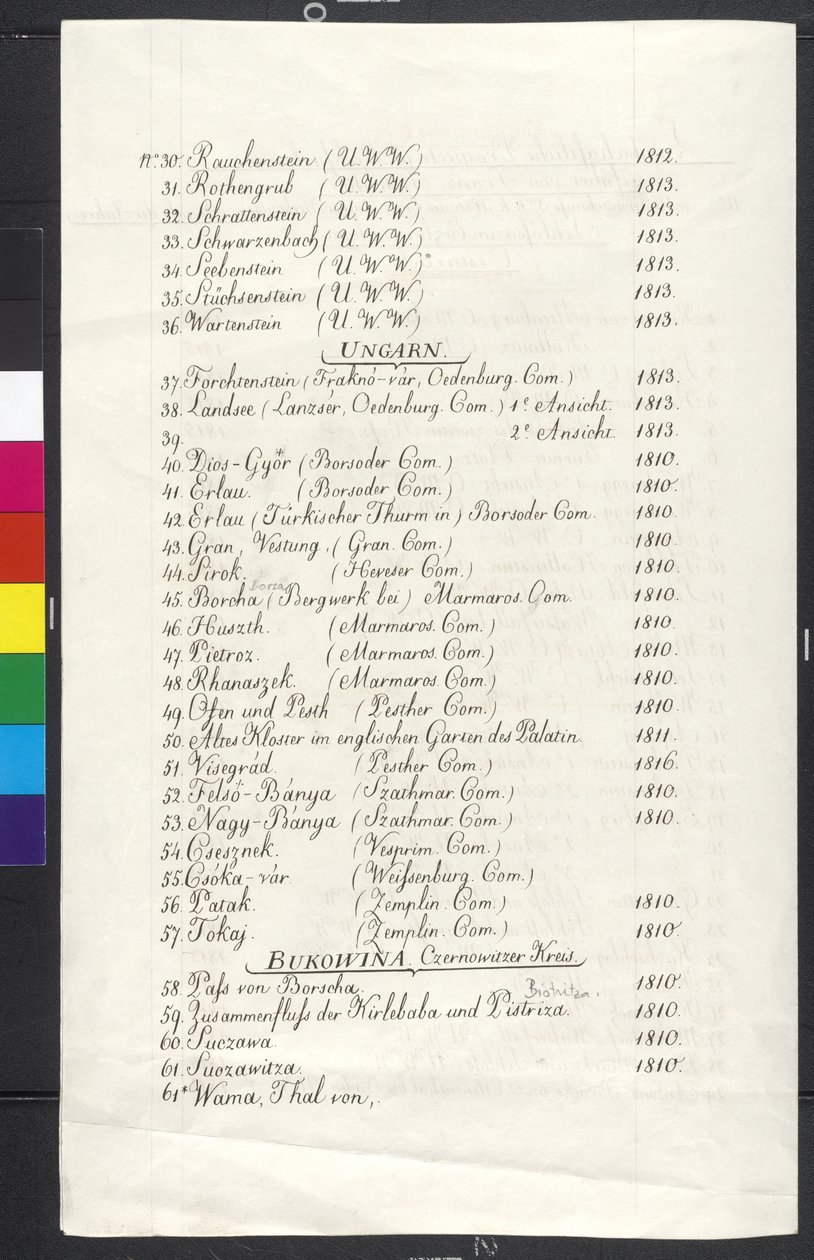 No. 30. Rauchenstein (U.W.W.) 1812.
31. Rothengrub (U.W.W.) 1813.
32. Schrattenstein (U.W.W.) 1813.
33. Schwarzenbach (U.W.W.) 1813.
34. Seebenstein (U.W.W.) 1813.
35. Stüchsenstein (U.W.W.) 1813.
36. Wartenstein (U.W.W.) 1813.
UNGARN.
37. Forchtenstein (Fraknó-vár, Oedenburg. Com.) 1813.
38. Landsee (Lanzsér, Oedenburg. Com.) 1e Ansicht. 1813.
39. 2e Ansicht. 1813.
40. Dios-Györ (Borsoder Com.) 1810.
41. Erlau. (Borsoder Com.) 1810.
42. Erlau (Türkischer Thurm in) Borsoder Com. 1810.
43. Gran, Vestung, (Gran. Com.) 1810.
44. Sirok. (Heveser Com.) 1810.
Borsa
45. Borcha (Bergwerk bei) Marmaros. Com. 1810.
46. Huszth. (Marmaros. Com.) 1810.
47. Pietroz. (Marmaros. Com.) 1810.
48. Rhanaszek. (Marmaros. Com.) 1810.
49. Ofen und Pesth (Pesther Com.) 1810.
50. Altes Kloster im englischen Garten des Palatin. 1811.
51. Visegrád. (Pesther Com.) 1816.
52. Felsö-Bánya (Szathmar. Com.) 1810.
53. Nagy-Bánya (Szathmar. Com.) 1810.
54. Csesznek. (Vesprim. Com.)
55. Csóka-vár. (Weißenburg. Com.)
56. Patak. (Zemplin. Com.) 1810.
57. Tokaj. (Zemplin. Com.) 1810.
BUKOWINA. Czernowitzer Kreis.
58. Paß von Borscha. 1810.
Bistritza.
59. Zusammenfluß der Kirlebaba und Pistriza. 1810.
60. Suczawa. 1810.
61. Suczawitza. 1810.
61* Wama, Thal von,.